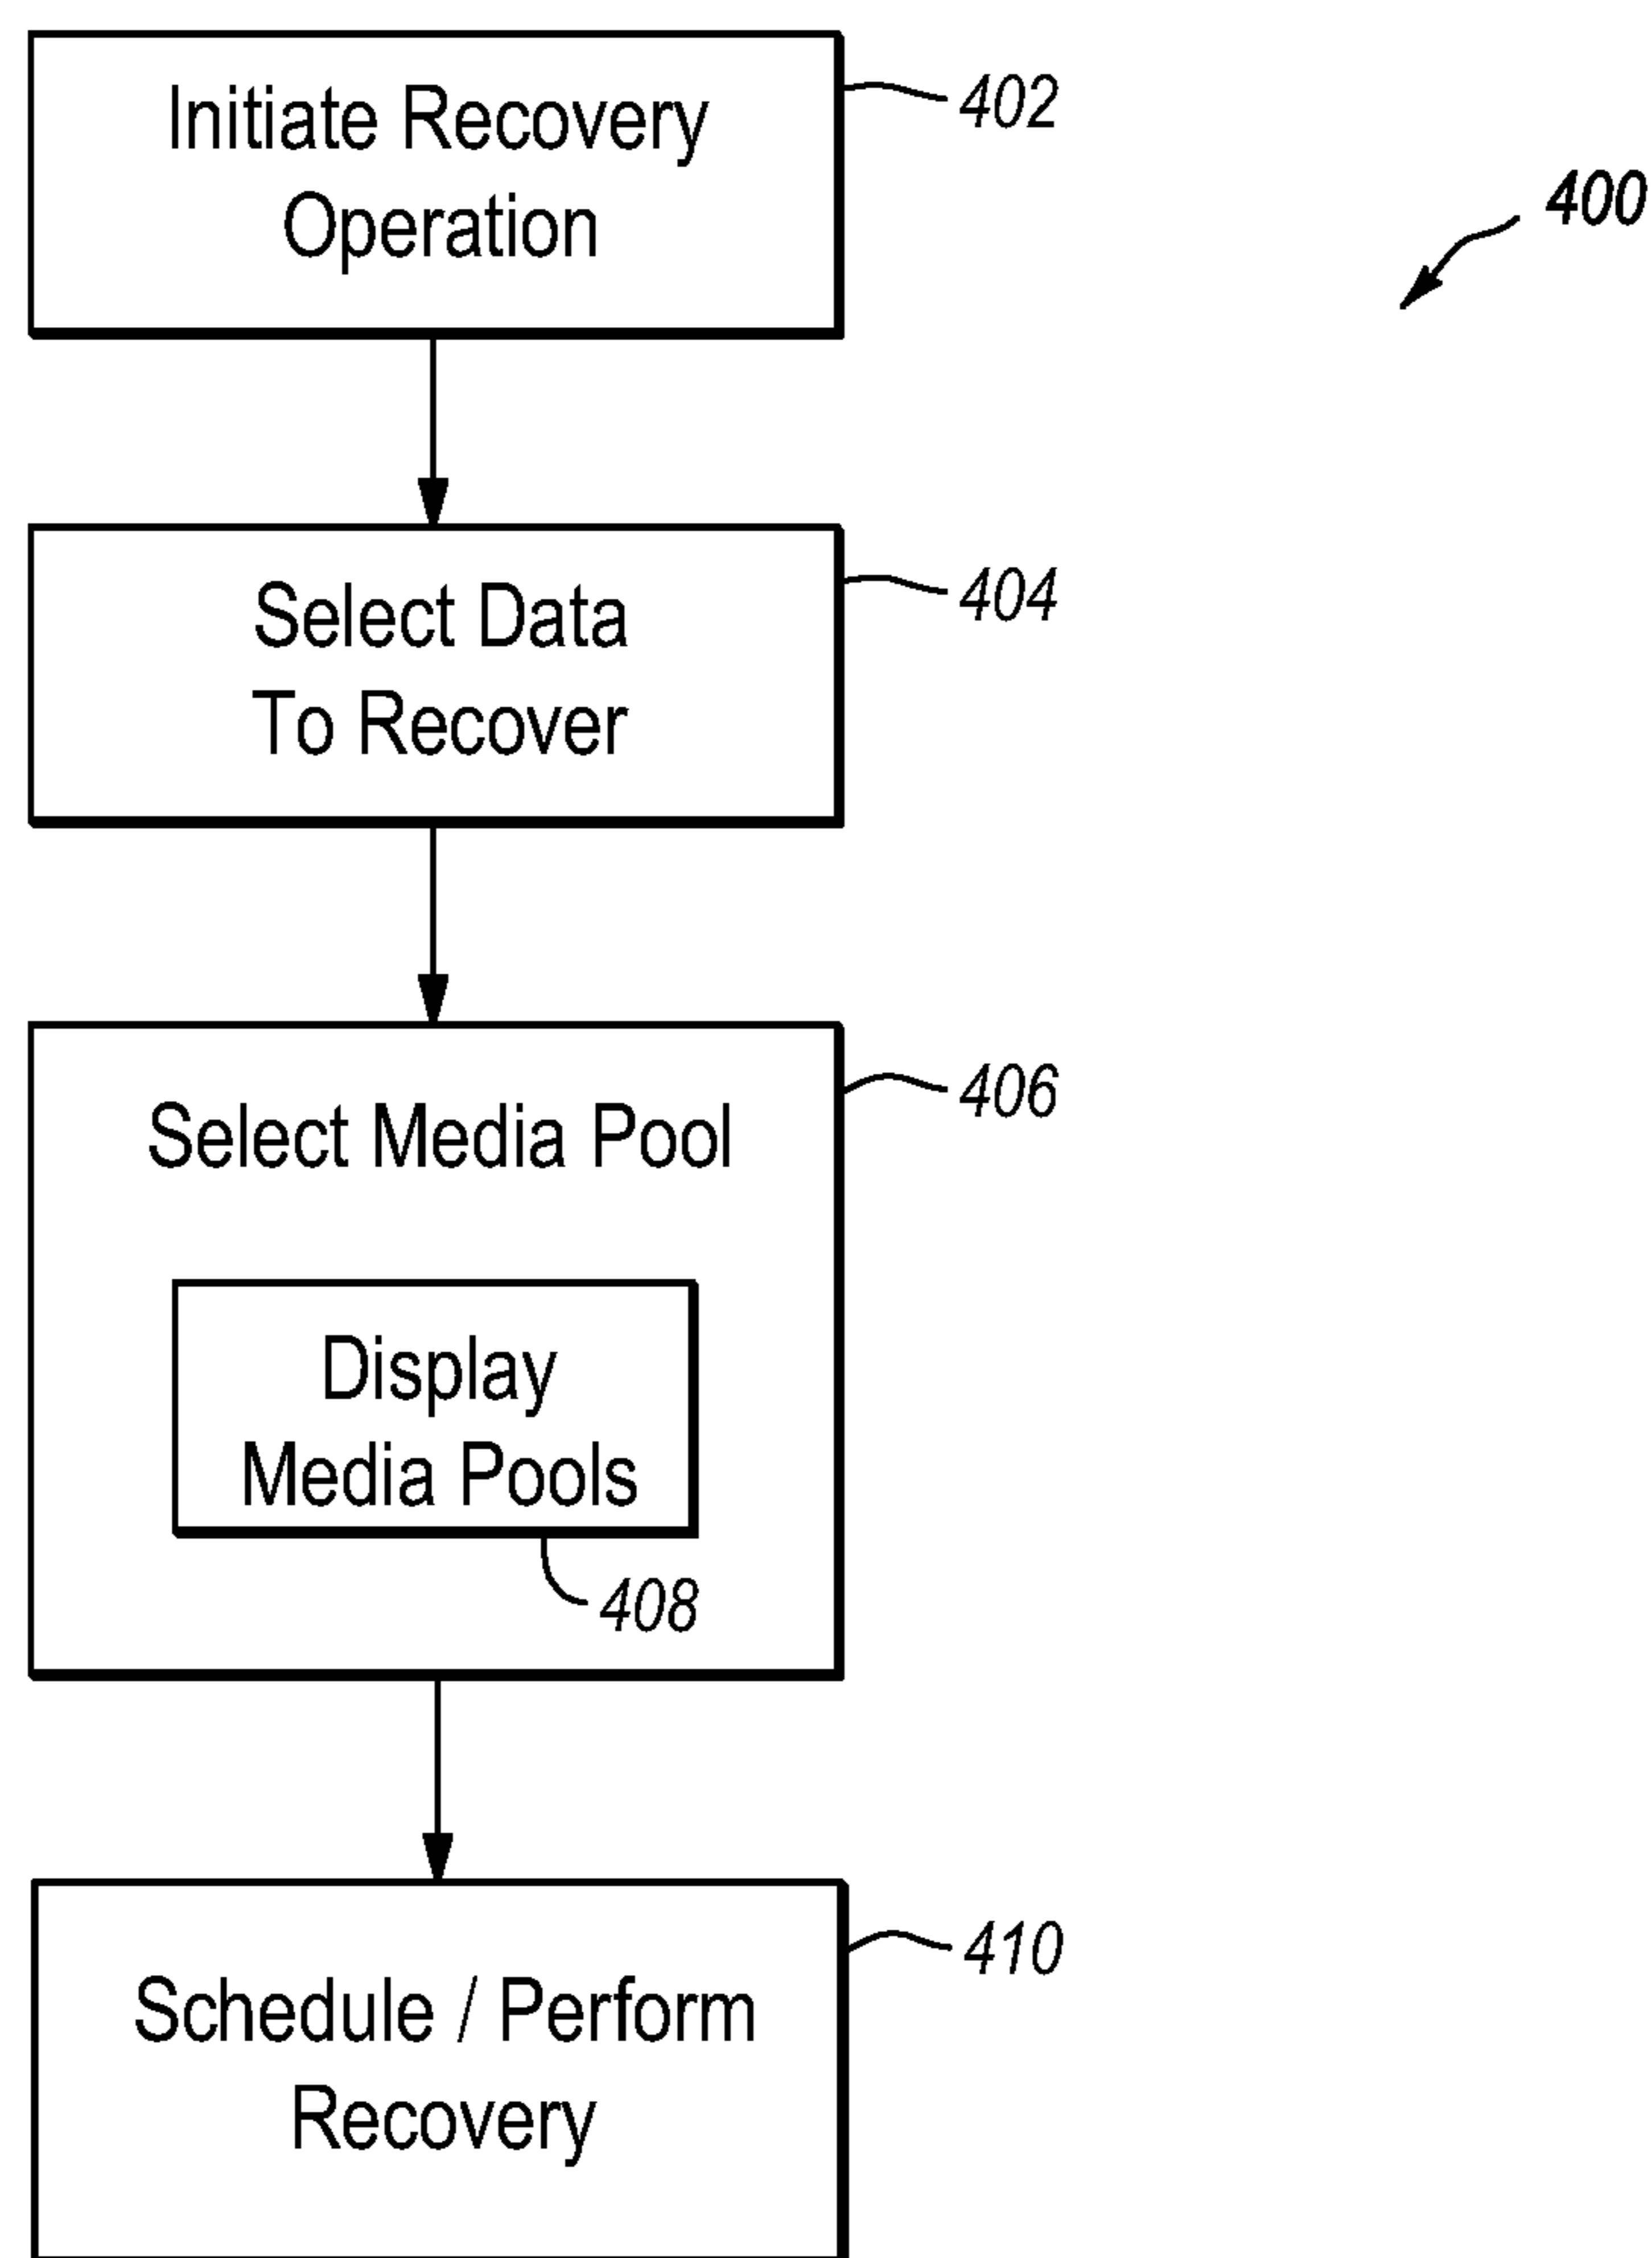 Initiate Recovery
Operation
402
400
Select Data
To Recover
404
Select Media Pool
406
Display
Media Pools
408
Schedule / Perform
Recovery
410